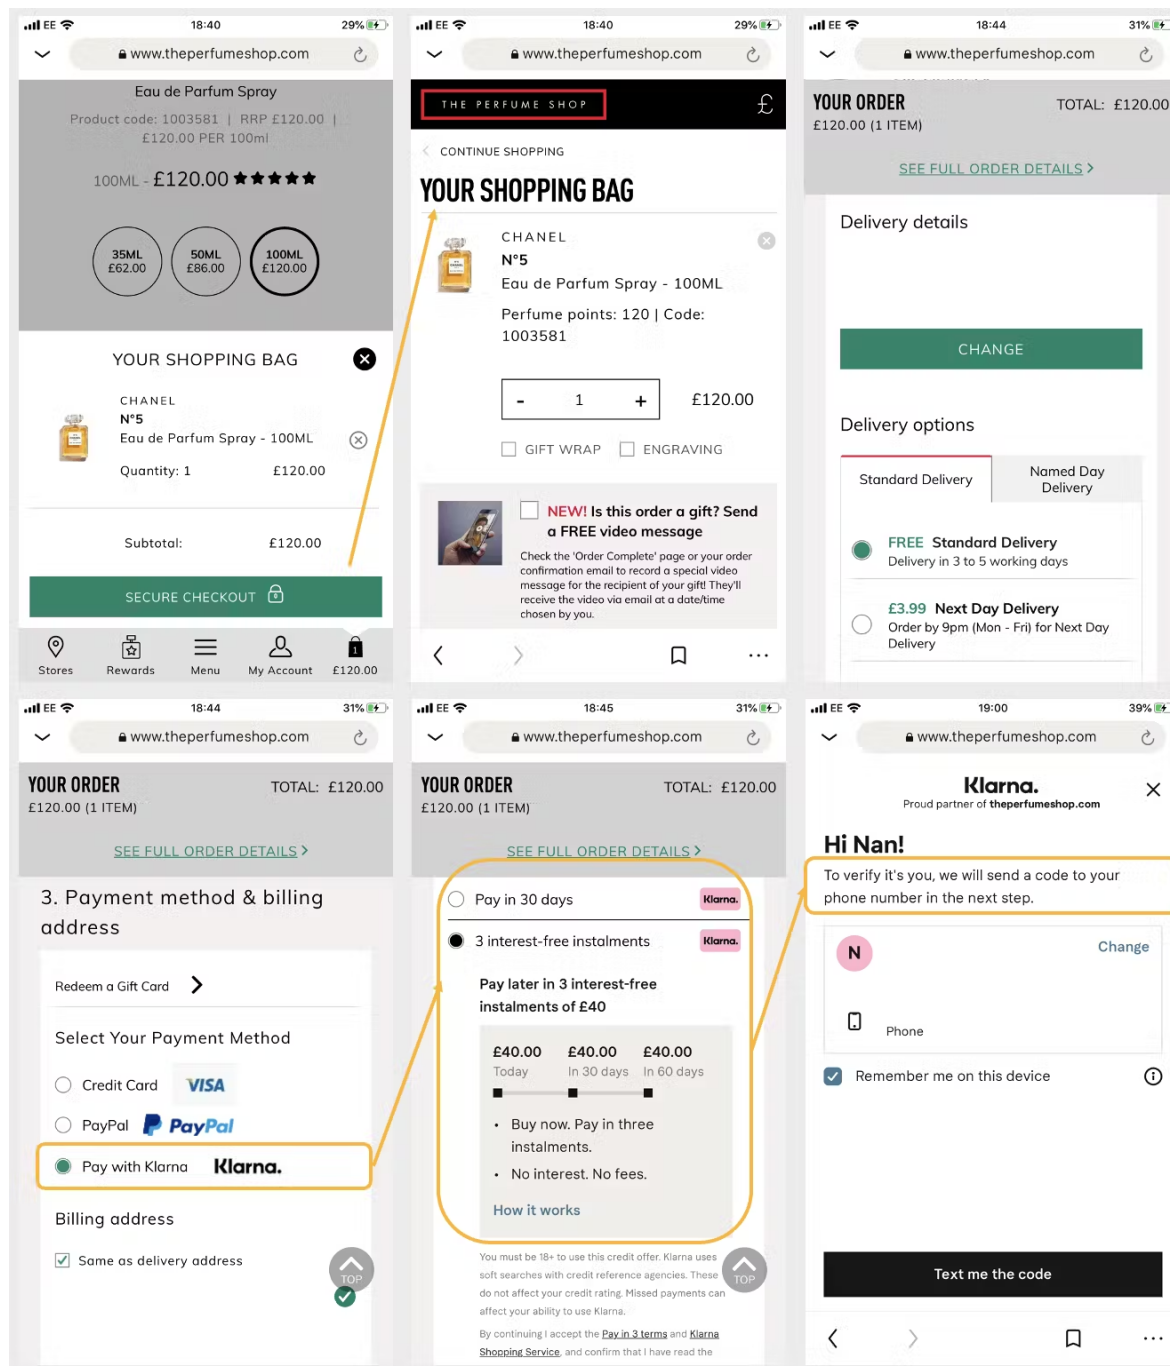 EE
18:40
29%
www.theperfumeshop.com
Eau de Parfum Spray
Product code: 1003581 | RRP £120.00 |
£120.00 PER 100ml
100ML - £120.00 ★★★★★
35ML
£62.00
50ML
£86.00
100ML
£120.00
YOUR SHOPPING BAG
CHANEL
N°5
Eau de Parfum Spray - 100ML
Quantity: 1 £120.00
Subtotal: £120.00
SECURE CHECKOUT
Stores
Rewards
Menu
My Account
1
£120.00
EE
18:40
29%
www.theperfumeshop.com
THE PERFUME SHOP
£
CONTINUE SHOPPING
YOUR SHOPPING BAG
CHANEL
N°5
Eau de Parfum Spray - 100ML
Perfume points: 120 | Code:
1003581
- 1 + £120.00
GIFT WRAP
ENGRAVING
NEW! Is this order a gift? Send
a FREE video message
Check the 'Order Complete' page or your order
confirmation email to record a special video
message for the recipient of your gift! They'll
receive the video via email at a date/time
chosen by you.
EE
18:44
31%
www.theperfumeshop.com
YOUR ORDER
TOTAL: £120.00
£120.00 (1 ITEM)
SEE FULL ORDER DETAILS >
Delivery details
CHANGE
Delivery options
Standard Delivery
Named Day
Delivery
FREE Standard Delivery
Delivery in 3 to 5 working days
£3.99 Next Day Delivery
Order by 9pm (Mon - Fri) for Next Day
Delivery
EE
18:44
31%
www.theperfumeshop.com
YOUR ORDER
TOTAL: £120.00
£120.00 (1 ITEM)
SEE FULL ORDER DETAILS >
3. Payment method & billing
address
Redeem a Gift Card
Select Your Payment Method
Credit Card VISA
PayPal PayPal
Pay with Klarna Klarna.
Billing address
Same as delivery address
TOP
EE
18:45
31%
www.theperfumeshop.com
YOUR ORDER
TOTAL: £120.00
£120.00 (1 ITEM)
SEE FULL ORDER DETAILS >
Pay in 30 days Klarna.
3 interest-free instalments Klarna.
Pay later in 3 interest-free
instalments of £40
£40.00 £40.00 £40.00
Today In 30 days In 60 days
• Buy now. Pay in three
instalments.
• No interest. No fees.
How it works
You must be 18+ to use this credit offer. Klarna uses
soft searches with credit reference agencies. These
do not affect your credit rating. Missed payments can
affect your ability to use Klarna.
By continuing I accept the Pay in 3 terms and Klarna
Shopping Service, and confirm that I have read the
TOP
EE
19:00
39%
www.theperfumeshop.com
Klarna.
Proud partner of theperfumeshop.com
Hi Nan!
To verify it's you, we will send a code to your
phone number in the next step.
N
Change
Phone
Remember me on this device
Text me the code